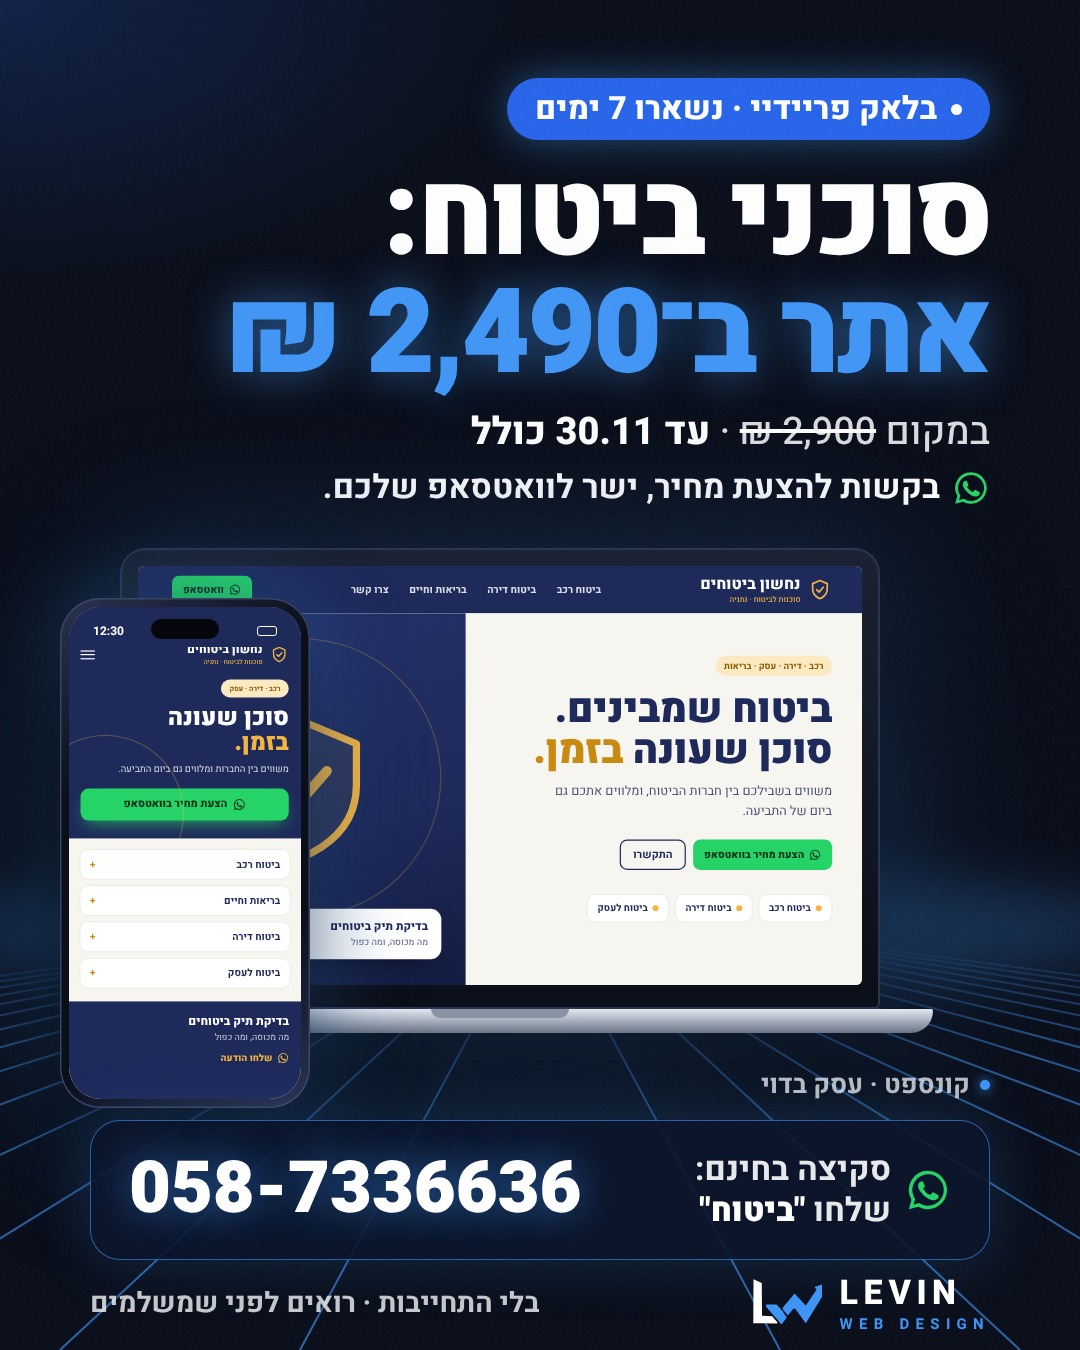 • בלאק פריידיי · נשארו 7 ימים
סוכני ביטוח:
אתר ב־2,490 ₪
במקום 2,900 ₪ · עד 30.11 כולל
בקשות להצעת מחיר, ישר לוואטסאפ שלכם.
נחשון ביטוחים
סוכנות לביטוח · נתניה
ביטוח רכב
ביטוח דירה
בריאות וחיים
צרו קשר
וואטסאפ
רכב · דירה · עסק · בריאות
ביטוח שמבינים.
סוכן שעונה בזמן.
משווים בשבילכם בין חברות הביטוח, ומלווים אתכם גם
ביום של התביעה.
הצעת מחיר בוואטסאפ
התקשרו
ביטוח רכב
ביטוח דירה
ביטוח לעסק
בדיקת תיק ביטוחים
מה מכוסה, ומה כפול
12:30
נחשון ביטוחים
סוכנות לביטוח · נתניה
רכב · דירה · עסק
סוכן שעונה
בזמן.
משווים בין החברות ומלווים גם ביום התביעה.
הצעת מחיר בוואטסאפ
ביטוח רכב +
בריאות וחיים +
ביטוח דירה +
ביטוח לעסק +
בדיקת תיק ביטוחים
מה מכוסה, ומה כפול
שלחו הודעה
• קונספט · עסק בדוי
סקיצה בחינם:
שלחו "ביטוח"
058-7336636
LEVIN
WEB DESIGN
בלי התחייבות · רואים לפני שמשלמים